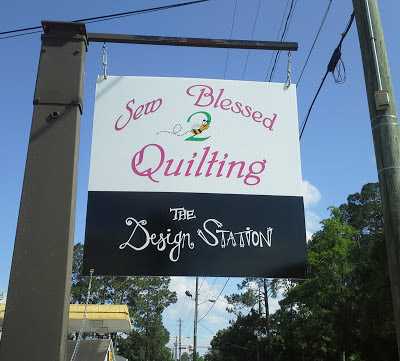 Sew Blessed
2
Quilting
THE
Design STATION